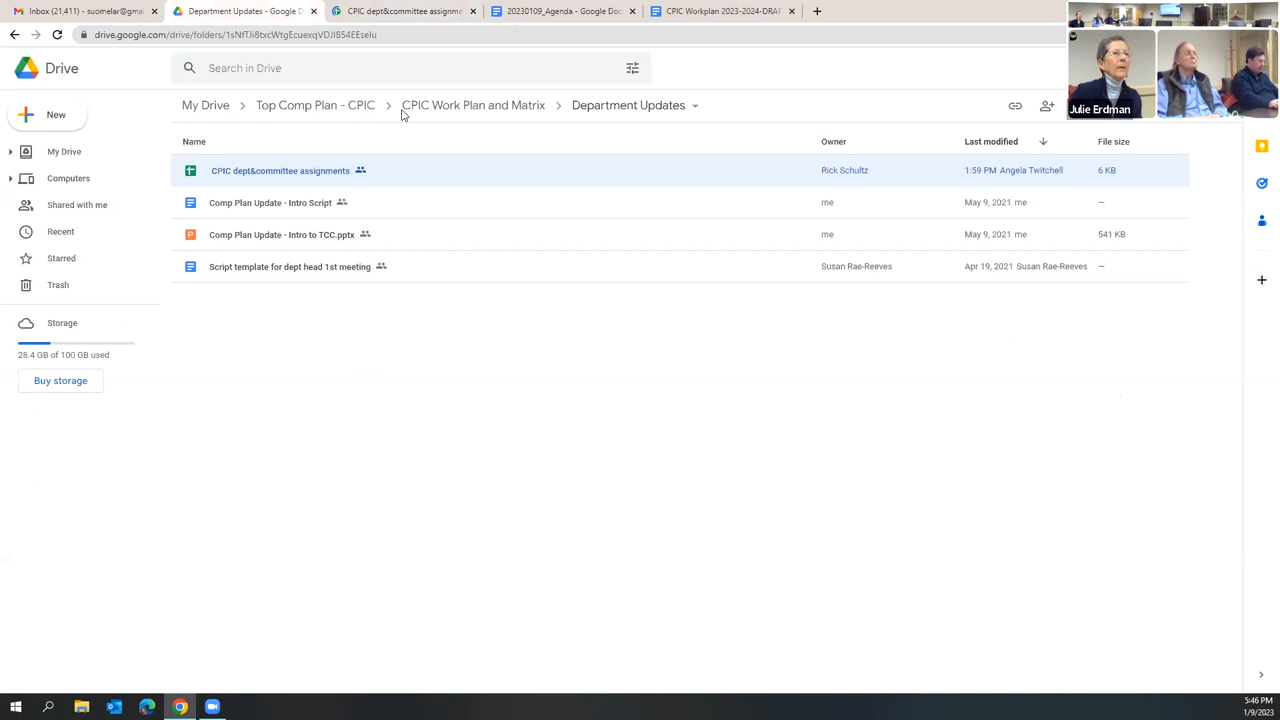 Inbox (21,411) - suomelar@gmai
Department Updates - Google D
CPIC dept&committee assignme
20230109_Agenda - Google Doc
CPIC Workplan 2023-2024-DRAF
drive.google.com/drive/folders/
Drive
Search in Drive
New
My Drive
Top Comp Plan - CPIC
CPIC Work Plan and Matrix
Department Updates
Julie Erdman
Name
Owner
Last modified
File size
My Drive
Computers
Shared with me
Recent
Starred
Trash
Storage
28.4 GB of 100 GB used
Buy storage
CPIC dept&committee assignments
Rick Schultz
1:59 PM Angela Twitchell
6 KB
Comp Plan Update - Intro Script
me
May 9, 2021 me
—
P
Comp Plan Update - Intro to TCC.pptx
me
May 9, 2021 me
541 KB
Script template for dept head 1st meeting
Susan Rae-Reeves
Apr 19, 2021 Susan Rae-Reeves
—
5:46 PM
1/9/2023